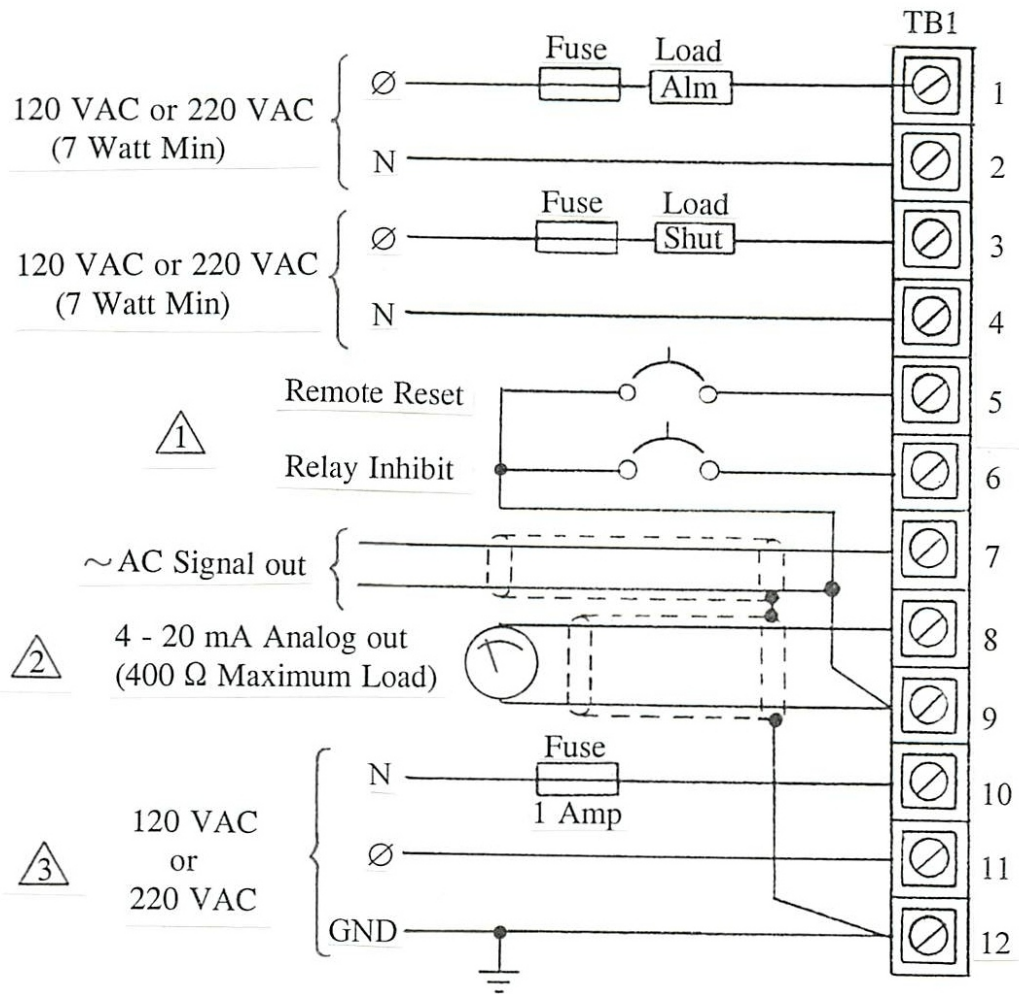 TB1
Fuse Load
Ø Alm 1
120 VAC or 220 VAC
(7 Watt Min)
N 2
Fuse Load
Ø Shut 3
120 VAC or 220 VAC
(7 Watt Min)
N 4
Remote Reset 5
1
Relay Inhibit 6
~ AC Signal out 7
2 4 - 20 mA Analog out 8
(400 Ω Maximum Load)
9
Fuse
N 10
1 Amp
120 VAC
Ø 11
3 or
220 VAC
GND 12